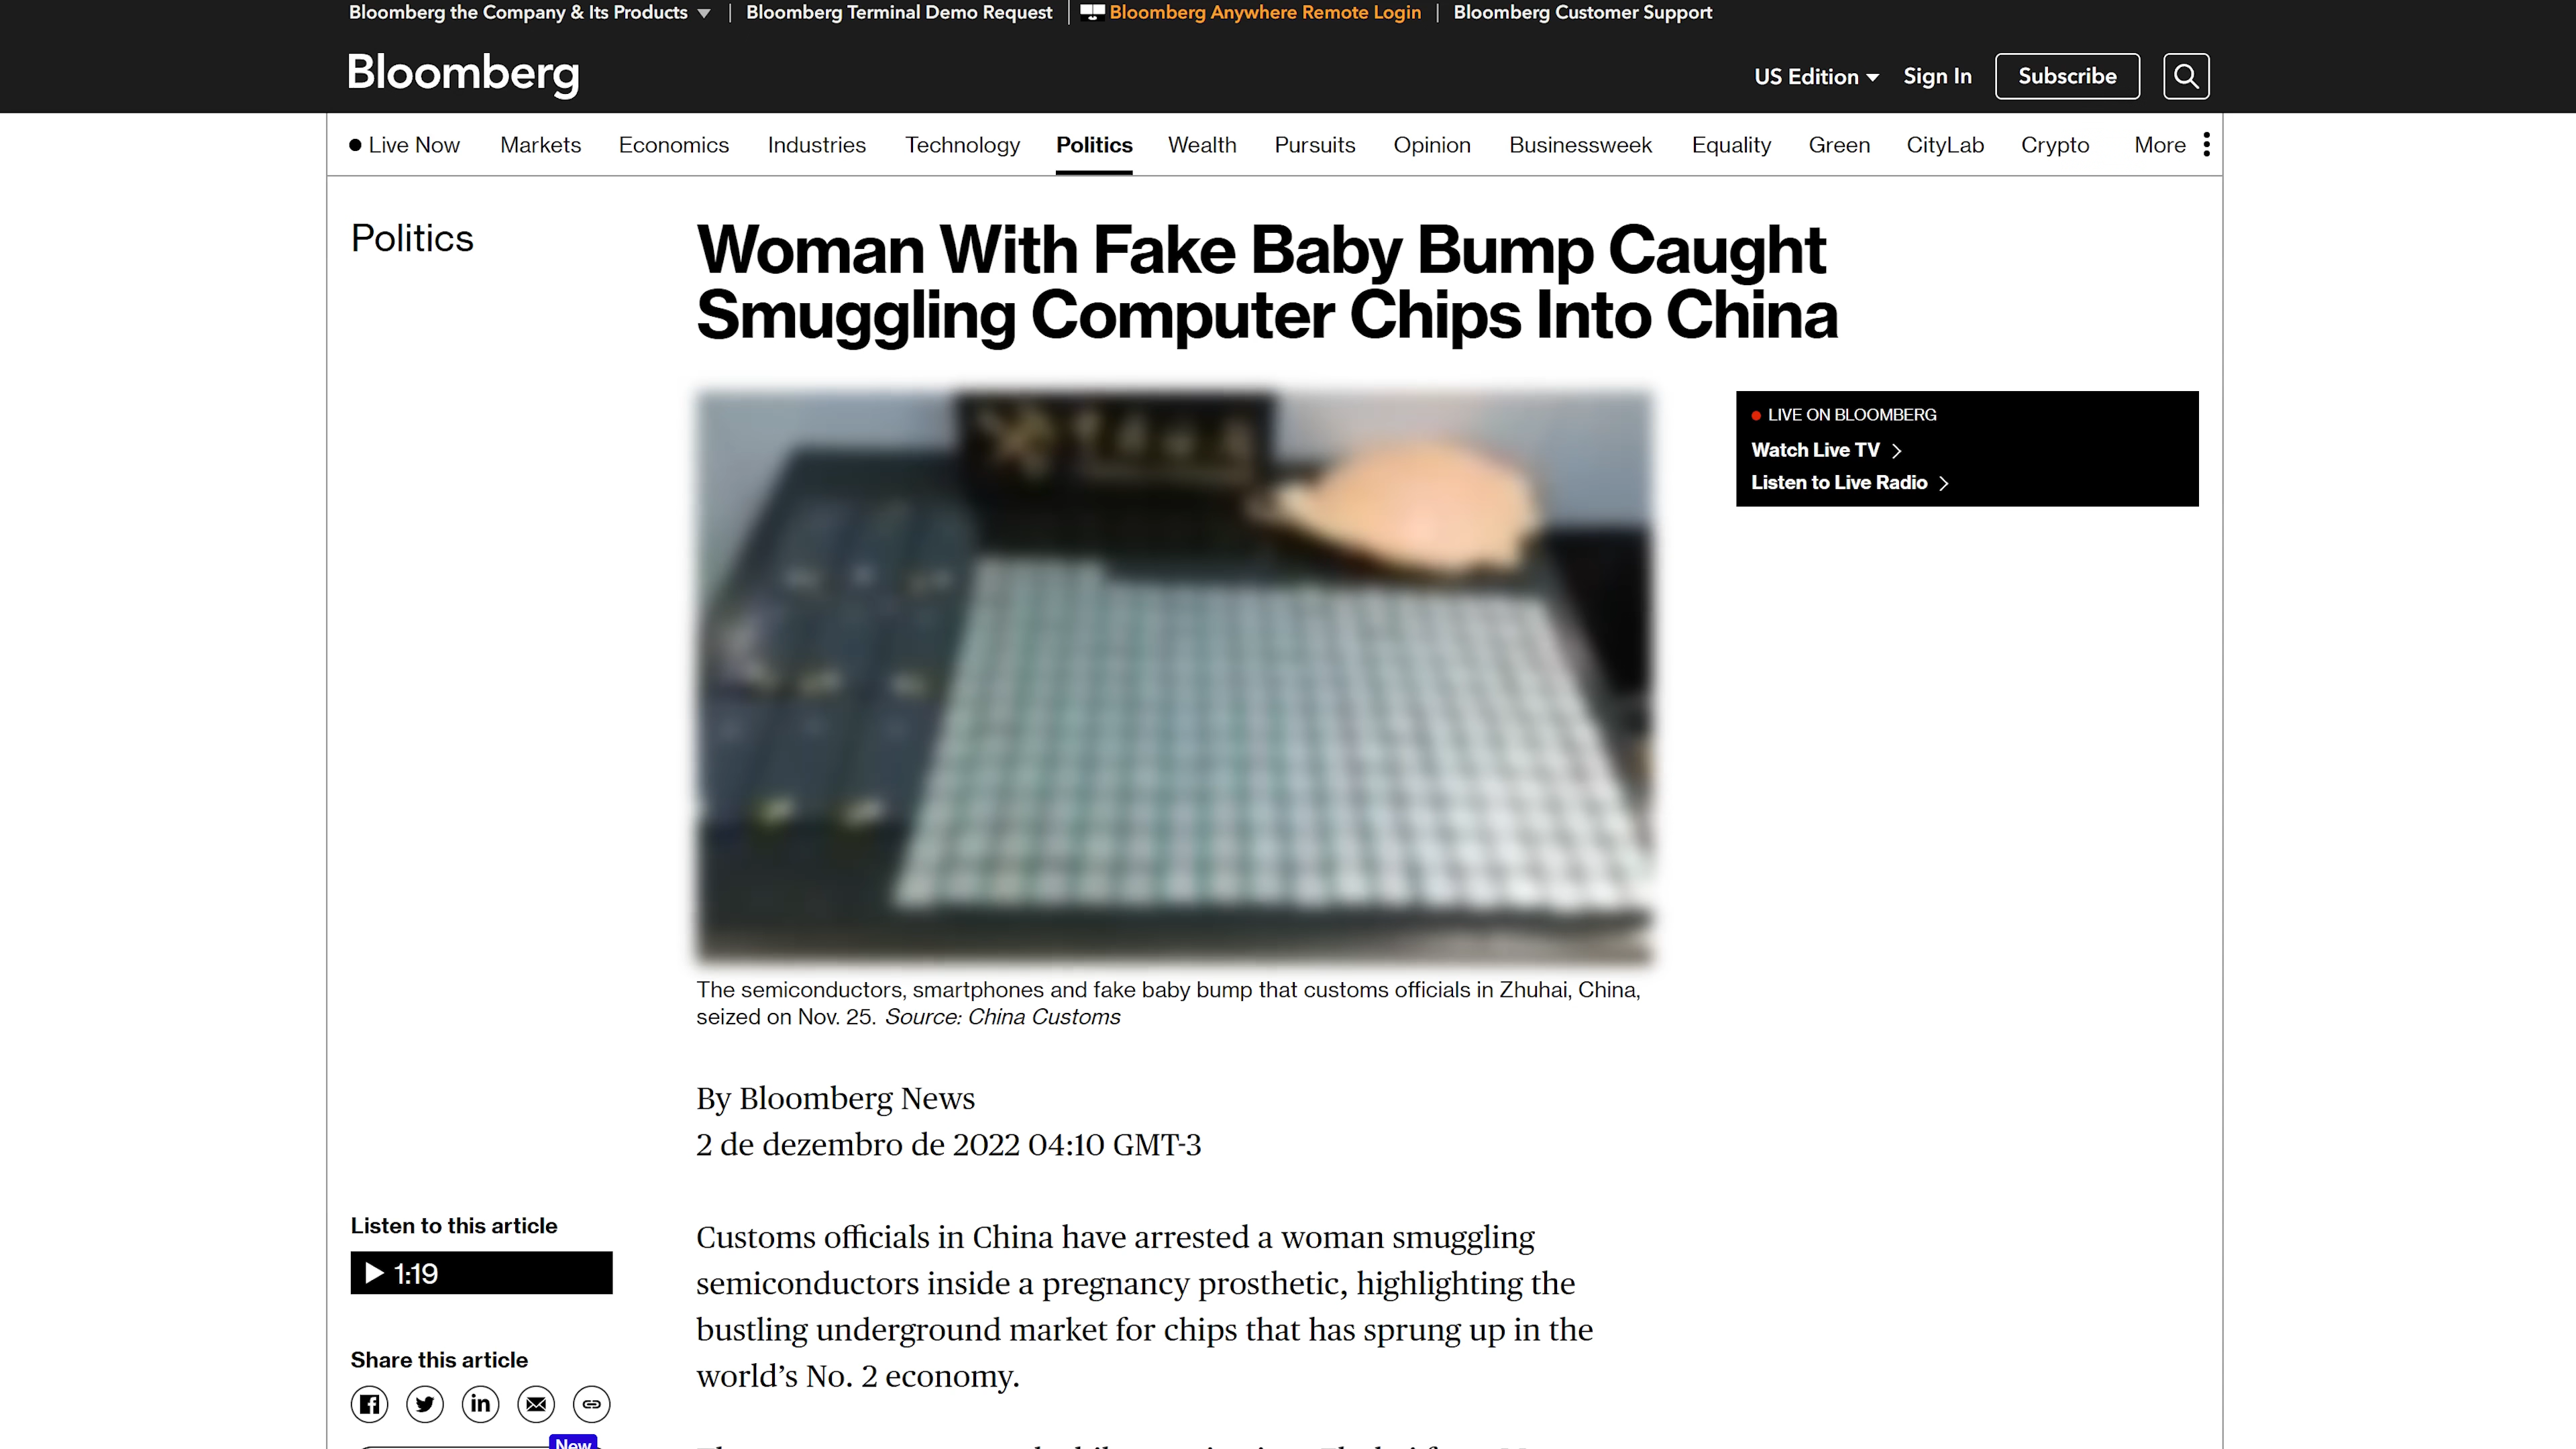 Bloomberg the Company & Its Products
Bloomberg Terminal Demo Request
Bloomberg Anywhere Remote Login
Bloomberg Customer Support
Bloomberg
US Edition
Sign In
Subscribe
Live Now
Markets
Economics
Industries
Technology
Politics
Wealth
Pursuits
Opinion
Businessweek
Equality
Green
CityLab
Crypto
More
Politics
Woman With Fake Baby Bump Caught
Smuggling Computer Chips Into China
LIVE ON BLOOMBERG
Watch Live TV
Listen to Live Radio
The semiconductors, smartphones and fake baby bump that customs officials in Zhuhai, China,
seized on Nov. 25. Source: China Customs
By Bloomberg News
2 de dezembro de 2022 04:10 GMT-3
Listen to this article
1:19
Share this article
New
Customs officials in China have arrested a woman smuggling
semiconductors inside a pregnancy prosthetic, highlighting the
bustling underground market for chips that has sprung up in the
world's No. 2 economy.